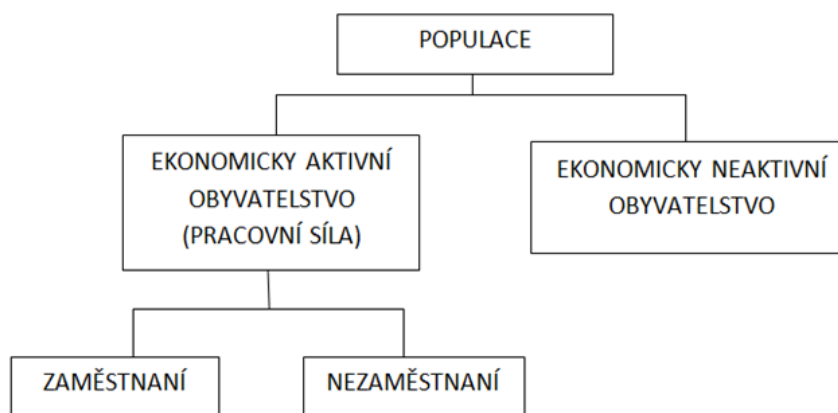 POPULACE
EKONOMICKY AKTIVNÍ
OBYVATELSTVO
(PRACOVNÍ SÍLA)
EKONOMICKY NEAKTIVNÍ
OBYVATELSTVO
ZAMĚSTNANÍ
NEZAMĚSTNANÍ